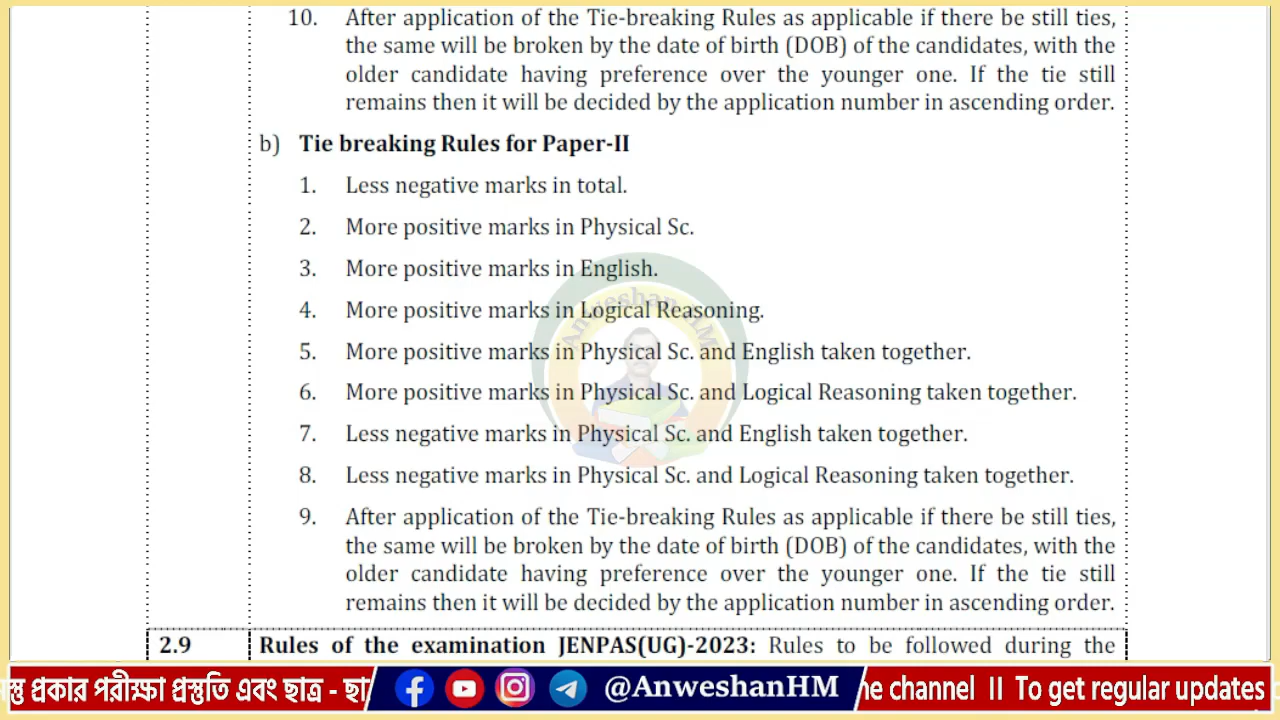 10. After application of the Tie-breaking Rules as applicable if there be still ties,
the same will be broken by the date of birth (DOB) of the candidates, with the
older candidate having preference over the younger one. If the tie still
remains then it will be decided by the application number in ascending order.
b) Tie breaking Rules for Paper-II
1. Less negative marks in total.
2. More positive marks in Physical Sc.
3. More positive marks in English.
4. More positive marks in Logical Reasoning.
5. More positive marks in Physical Sc. and English taken together.
6. More positive marks in Physical Sc. and Logical Reasoning taken together.
7. Less negative marks in Physical Sc. and English taken together.
8. Less negative marks in Physical Sc. and Logical Reasoning taken together.
9. After application of the Tie-breaking Rules as applicable if there be still ties,
the same will be broken by the date of birth (DOB) of the candidates, with the
older candidate having preference over the younger one. If the tie still
remains then it will be decided by the application number in ascending order.
2.9 Rules of the examination JENPAS(UG)-2023: Rules to be followed during the
Anweshan HM
প্রকার পরীক্ষা প্রস্তুতি এবং ছাত্র - @AnweshanHM channel II To get regular updates